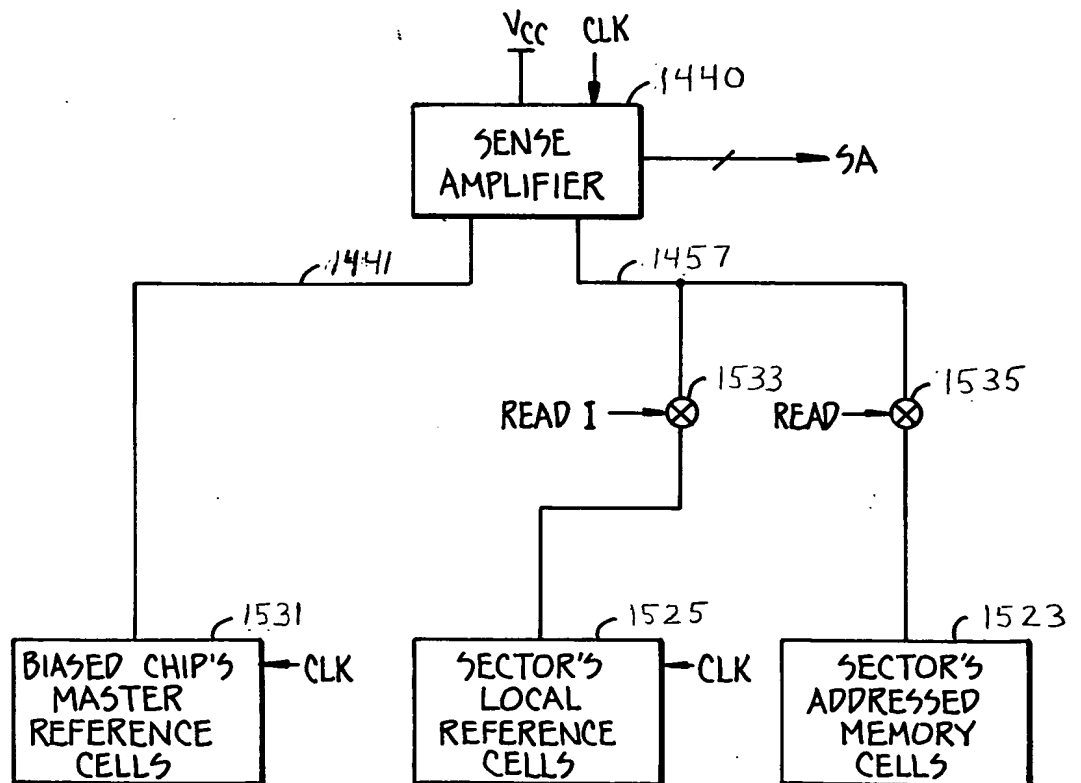 VCC CLK
1440
SENSE
AMPLIFIER
SA
1441
1457
1533
1535
READ I
READ
1531
1525
1523
BIASED CHIP'S
MASTER
REFERENCE
CELLS
CLK
SECTOR'S
LOCAL
REFERENCE
CELLS
CLK
SECTOR'S
ADDRESSED
MEMORY
CELLS